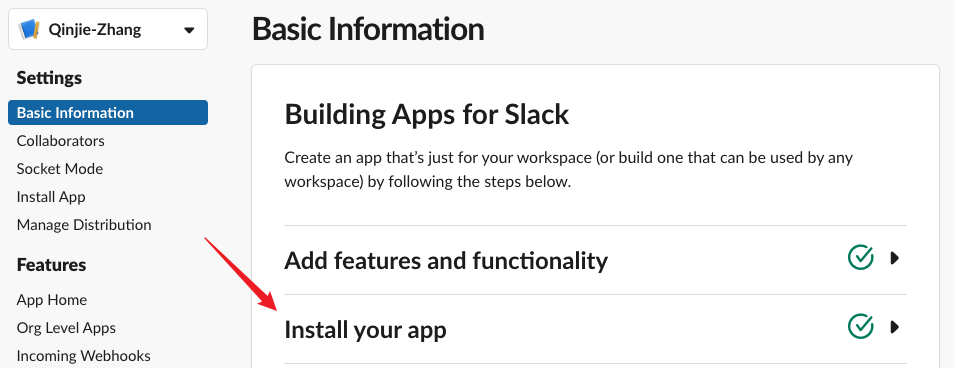 Qinjie-Zhang
Settings
Basic Information
Collaborators
Socket Mode
Install App
Manage Distribution
Features
App Home
Org Level Apps
Incoming Webhooks
Basic Information
Building Apps for Slack
Create an app that’s just for your workspace (or build one that can be used by any
workspace) by following the steps below.
Add features and functionality
Install your app